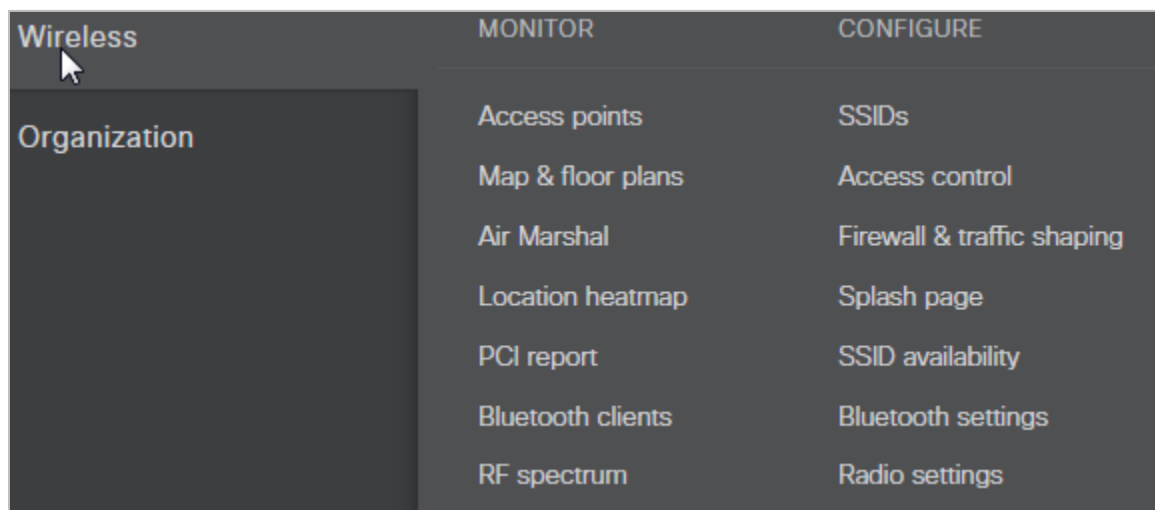 Wireless
Organization
MONITOR
Access points
Map & floor plans
Air Marshal
Location heatmap
PCI report
Bluetooth clients
RF spectrum
CONFIGURE
SSIDs
Access control
Firewall & traffic shaping
Splash page
SSID availability
Bluetooth settings
Radio settings